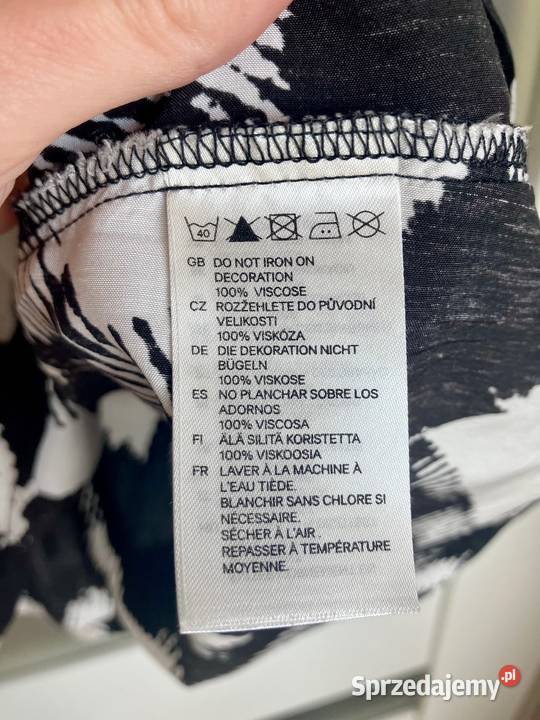 40
GB DO NOT IRON ON
DECORATION
100% VISCOSE
CZ ROZŽEHLETE DO PŮVODNÍ
VELIKOSTI
100% VISKÓZA
DE DIE DEKORATION NICHT
BÜGELN
100% VISKOSE
ES NO PLANCHAR SOBRE LOS
ADORNOS
100% VISCOSA
FI ÄLÄ SILITÄ KORISTETTA
100% VISKOOSIA
FR LAVER À LA MACHINE À
L'EAU TIÈDE.
BLANCHIR SANS CHLORE SI
NÉCESSAIRE.
SÉCHER À L'AIR .
REPASSER À TEMPÉRATURE
MOYENNE.
Sprzedajemy.pl